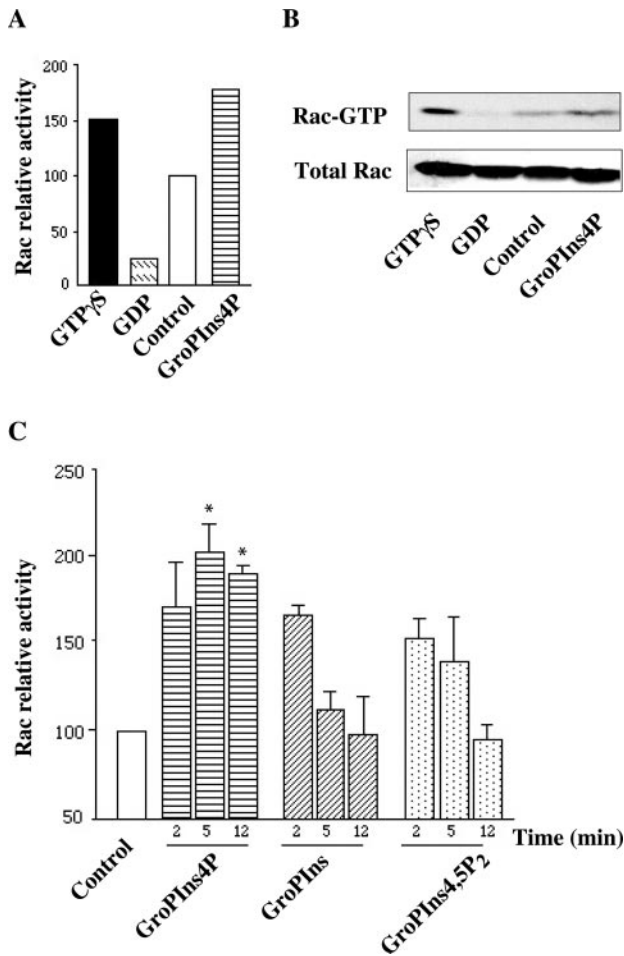 A
Rac relative activity
200
150
100
50
0
GTPγS
GDP
Control
GroPIns4P
B
Rac-GTP
Total Rac
GTPγS
GDP
Control
GroPIns4P
C
Rac relative activity
250
200
150
100
50
* *
2 5 12 2 5 12 2 5 12 Time (min)
Control
GroPIns4P
GroPIns
GroPIns4,5P2